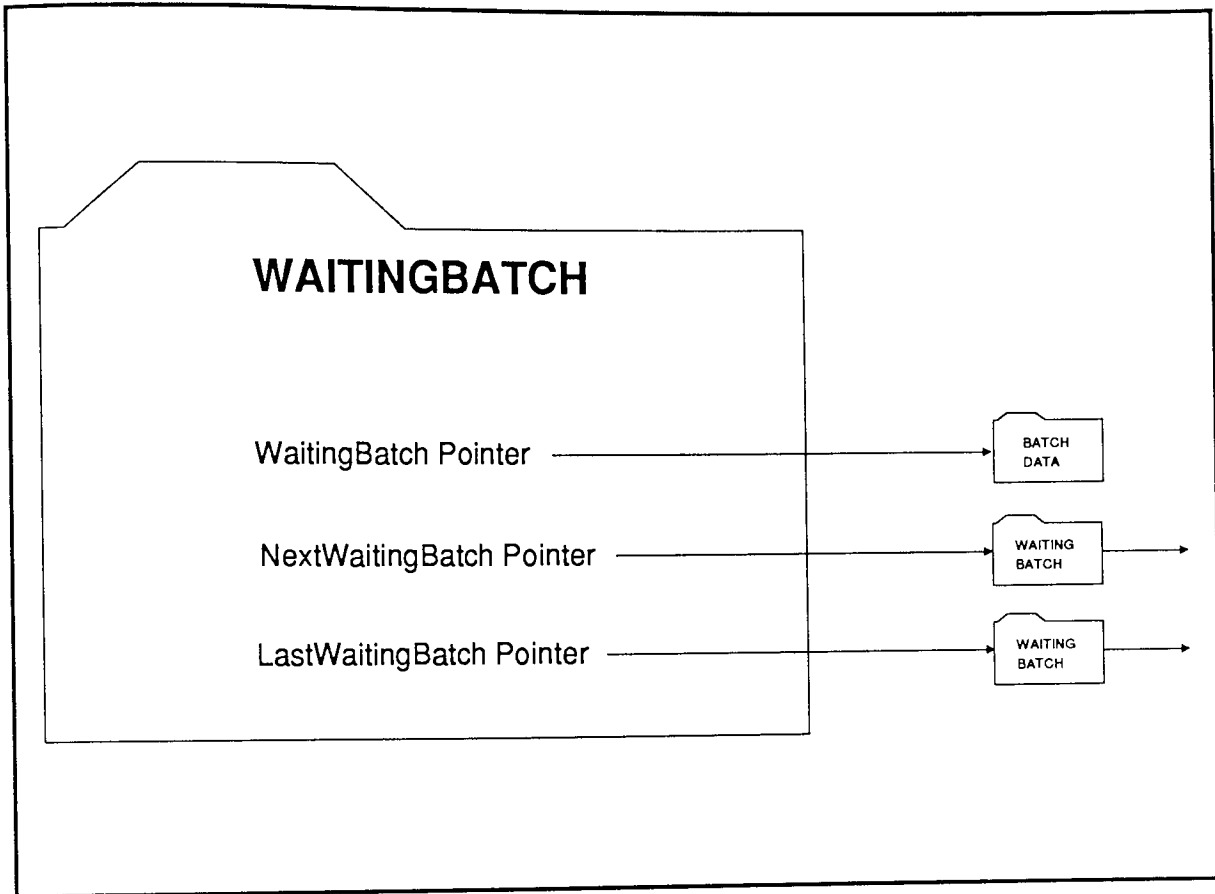 WAITINGBATCH
WaitingBatch Pointer
BATCH
DATA
NextWaitingBatch Pointer
WAITING
BATCH
LastWaitingBatch Pointer
WAITING
BATCH